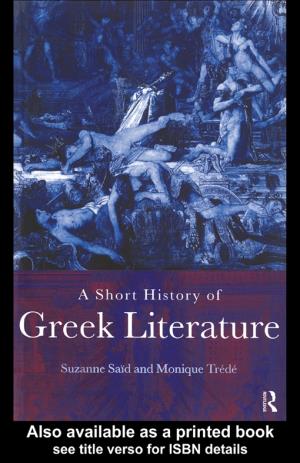 A Short History of
Greek Literature
Suzanne Saïd and Monique Trédé
Also available as a printed book
see title verso for ISBN details